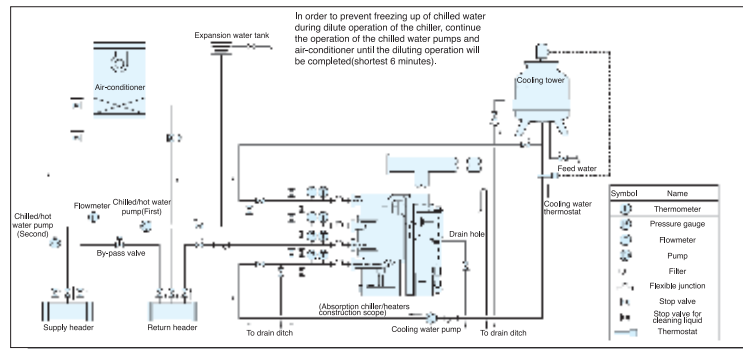 In order to prevent freezing up of chilled water
during dilute operation of the chiller, continue
the operation of the chilled water pumps and
air-conditioner until the diluting operation will
be completed(shortest 6 minutes).
Expansion water tank
Air-conditioner
Cooling tower
Feed water
Cooling water
thermostat
Flowmeter
Chilled/hot water
pump(First)
Chilled/hot
water pump
(Second)
By-pass valve
Drain hole
Supply header
Return header
(Absorption chiller/heaters
construction scope)
To drain ditch
Cooling water pump
To drain ditch
Symbol Name
Thermometer
Pressure gauge
Flowmeter
Pump
Filter
Flexible junction
Stop valve
Stop valve for
cleaning liquid
Thermostat